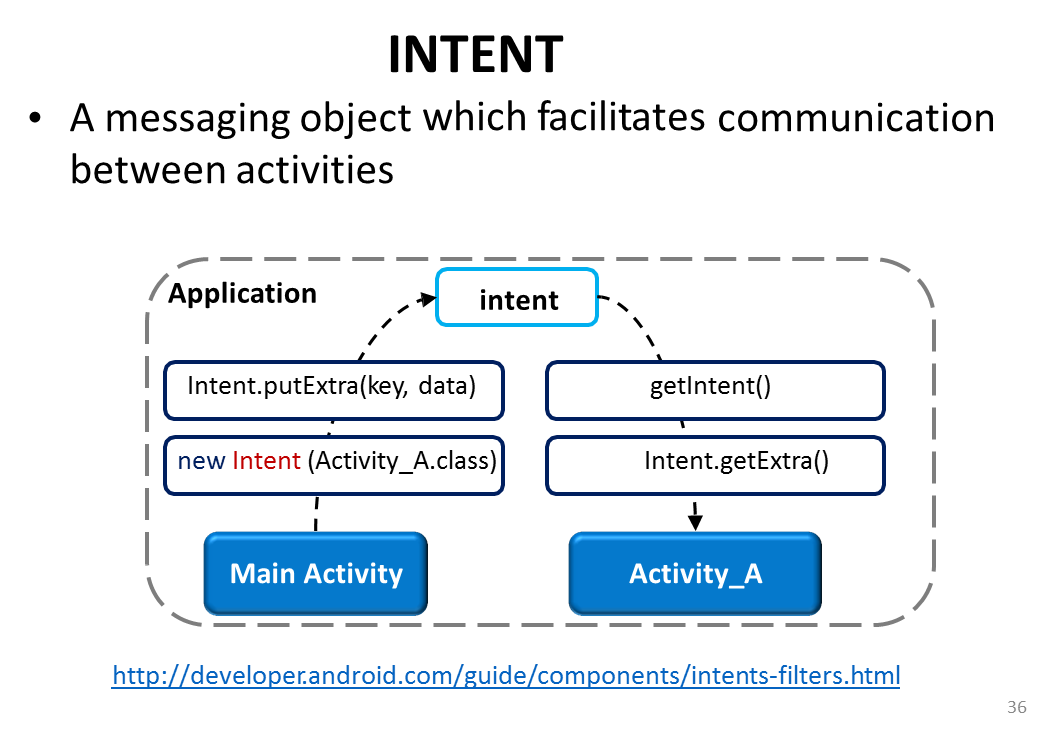 INTENT
• A messaging object which facilitates communication
between activities
Application
intent
Intent.putExtra(key, data)
getIntent()
new Intent (Activity_A.class)
Intent.getExtra()
Main Activity
Activity_A
http://developer.android.com/guide/components/intents-filters.html
36